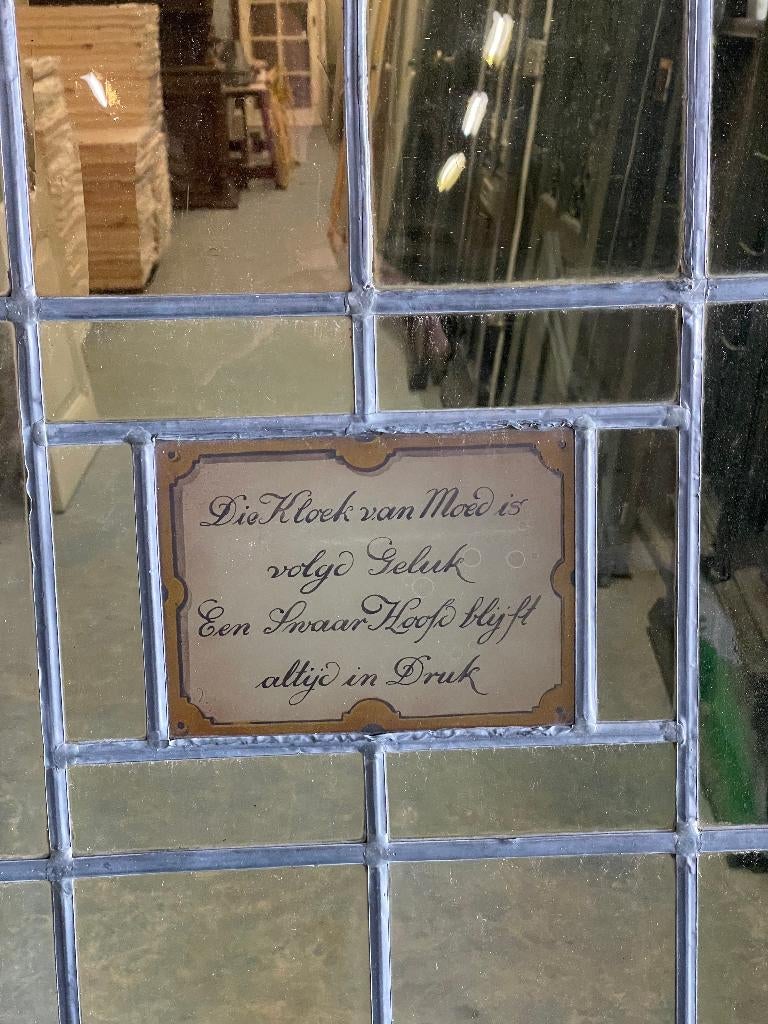 Die Kloek van Moed is
volgd Geluk
Een Swaar Hoofd blijft
altijd in Druk